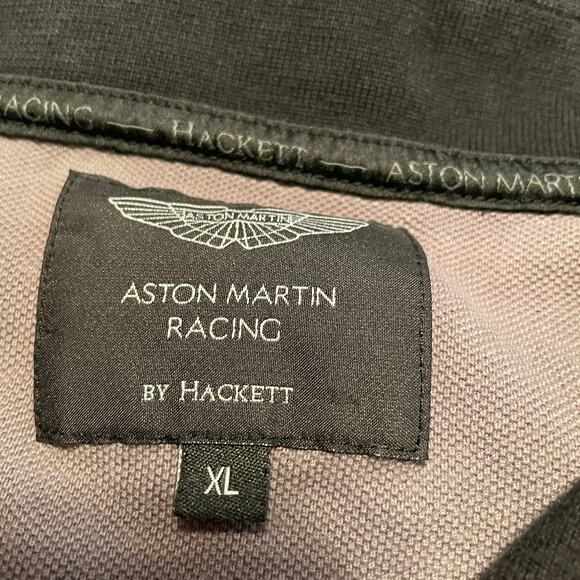 RACING — HACKETT — ASTON MARTIN
ASTON MARTIN
ASTON MARTIN
RACING
BY HACKETT
XL